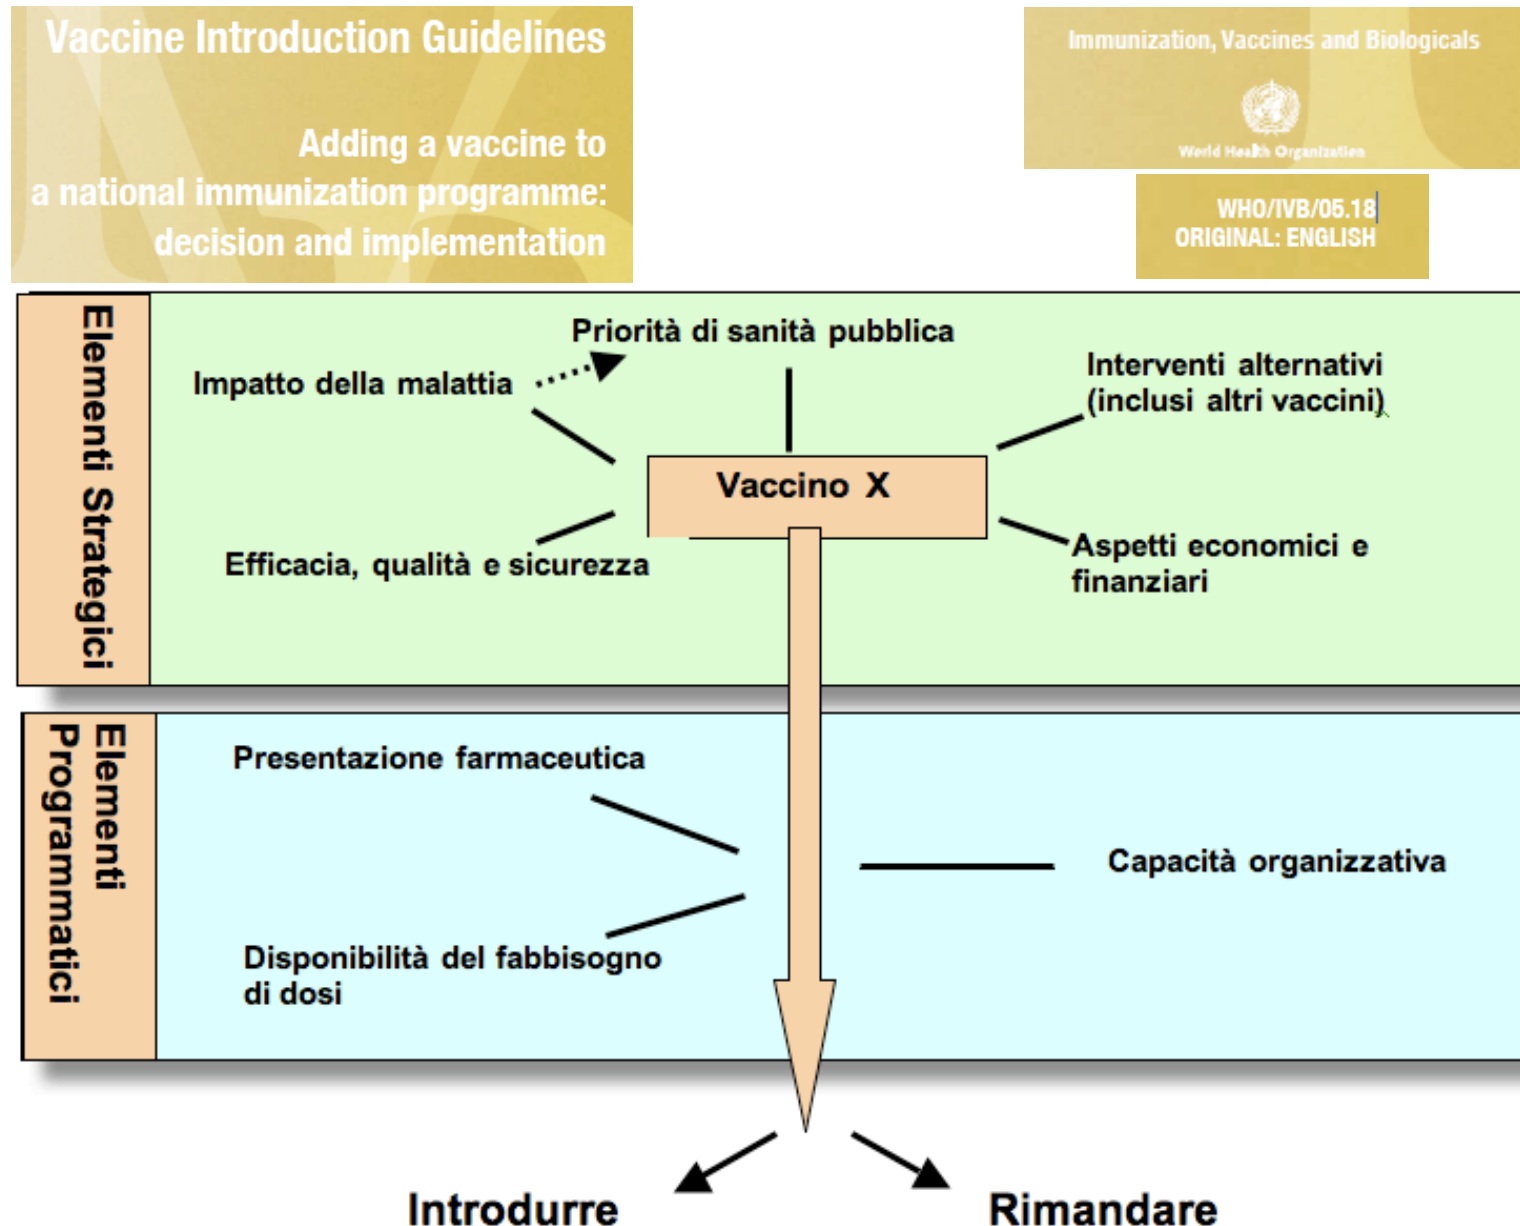 Vaccine Introduction Guidelines
Adding a vaccine to
a national immunization programme:
decision and implementation
Immunization, Vaccines and Biologicals
World Health Organization
WHO/IVB/05.18
ORIGINAL: ENGLISH
Elementi Strategici
Priorità di sanità pubblica
Impatto della malattia
Interventi alternativi
(inclusi altri vaccini)
Vaccino X
Efficacia, qualità e sicurezza
Aspetti economici e
finanziari
Elementi
Programmatici
Presentazione farmaceutica
Capacità organizzativa
Disponibilità del fabbisogno
di dosi
Introdurre
Rimandare